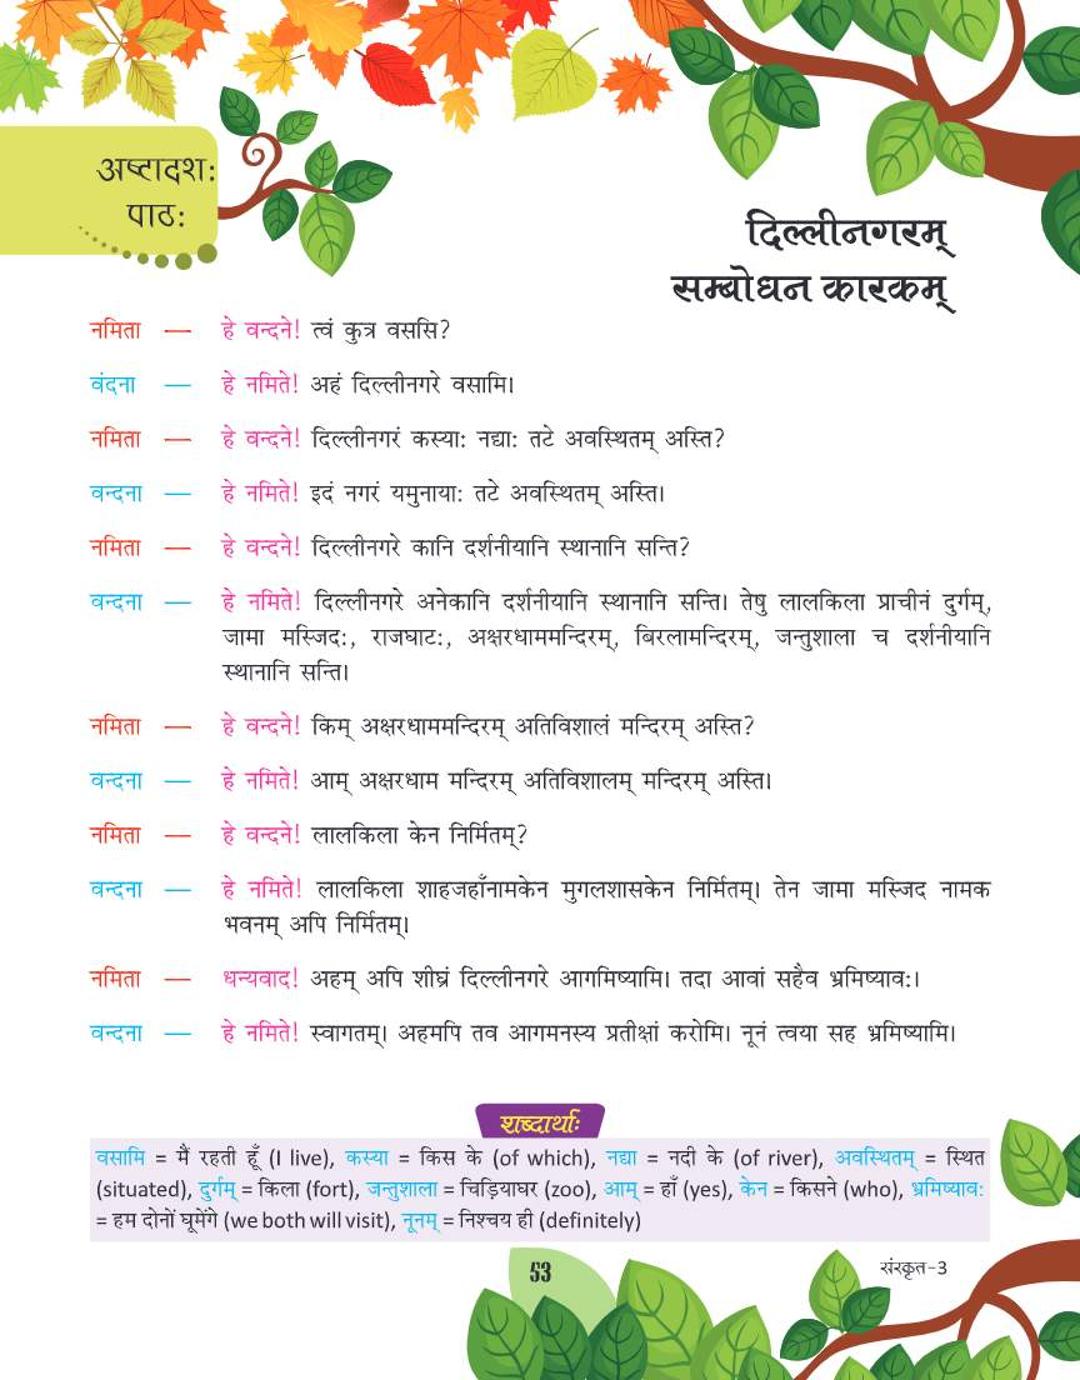 अष्टादशः
पाठः
दिल्लीनगरम्
सम्बोधन कारकम्
नमिता — हे वन्दने! त्वं कुत्र वससि?
वंदना — हे नमिते! अहं दिल्लीनगरे वसामि।
नमिता — हे वन्दने! दिल्लीनगरं कस्याः नद्याः तटे अवस्थितम् अस्ति?
वन्दना — हे नमिते! इदं नगरं यमुनायाः तटे अवस्थितम् अस्ति।
नमिता — हे वन्दने! दिल्लीनगरे कानि दर्शनीयानि स्थानानि सन्ति?
वन्दना — हे नमिते! दिल्लीनगरे अनेकानि दर्शनीयानि स्थानानि सन्ति। तेषु लालकिला प्राचीनं दुर्गम्,
जामा मस्जिदः, राजघाटः, अक्षरधाममन्दिरम्, बिरलामन्दिरम्, जन्तुशाला च दर्शनीयानि
स्थानानि सन्ति।
नमिता — हे वन्दने! किम् अक्षरधाममन्दिरम् अतिविशालं मन्दिरम् अस्ति?
वन्दना — हे नमिते! आम् अक्षरधाम मन्दिरम् अतिविशालम् मन्दिरम् अस्ति।
नमिता — हे वन्दने! लालकिला केन निर्मितम्?
वन्दना — हे नमिते! लालकिला शाहजहाँनामकेन मुगलशासकेन निर्मितम्। तेन जामा मस्जिद नामक
भवनम् अपि निर्मितम्।
नमिता — धन्यवाद! अहम् अपि शीघ्रं दिल्लीनगरे आगमिष्यामि। तदा आवां सहैव भ्रमिष्यावः।
वन्दना — हे नमिते! स्वागतम्। अहमपि तव आगमनस्य प्रतीक्षां करोमि। नूनं त्वया सह भ्रमिष्यामि।
शब्दार्थाः
वसामि = मैं रहती हूँ (I live), कस्या = किस के (of which), नद्या = नदी के (of river), अवस्थितम् = स्थित
(situated), दुर्गम् = किला (fort), जन्तुशाला = चिड़ियाघर (zoo), आम् = हाँ (yes), केन = किसने (who), भ्रमिष्यावः
= हम दोनों घूमेंगे (we both will visit), नूनम् = निश्चय ही (definitely)
53
संस्कृत-3